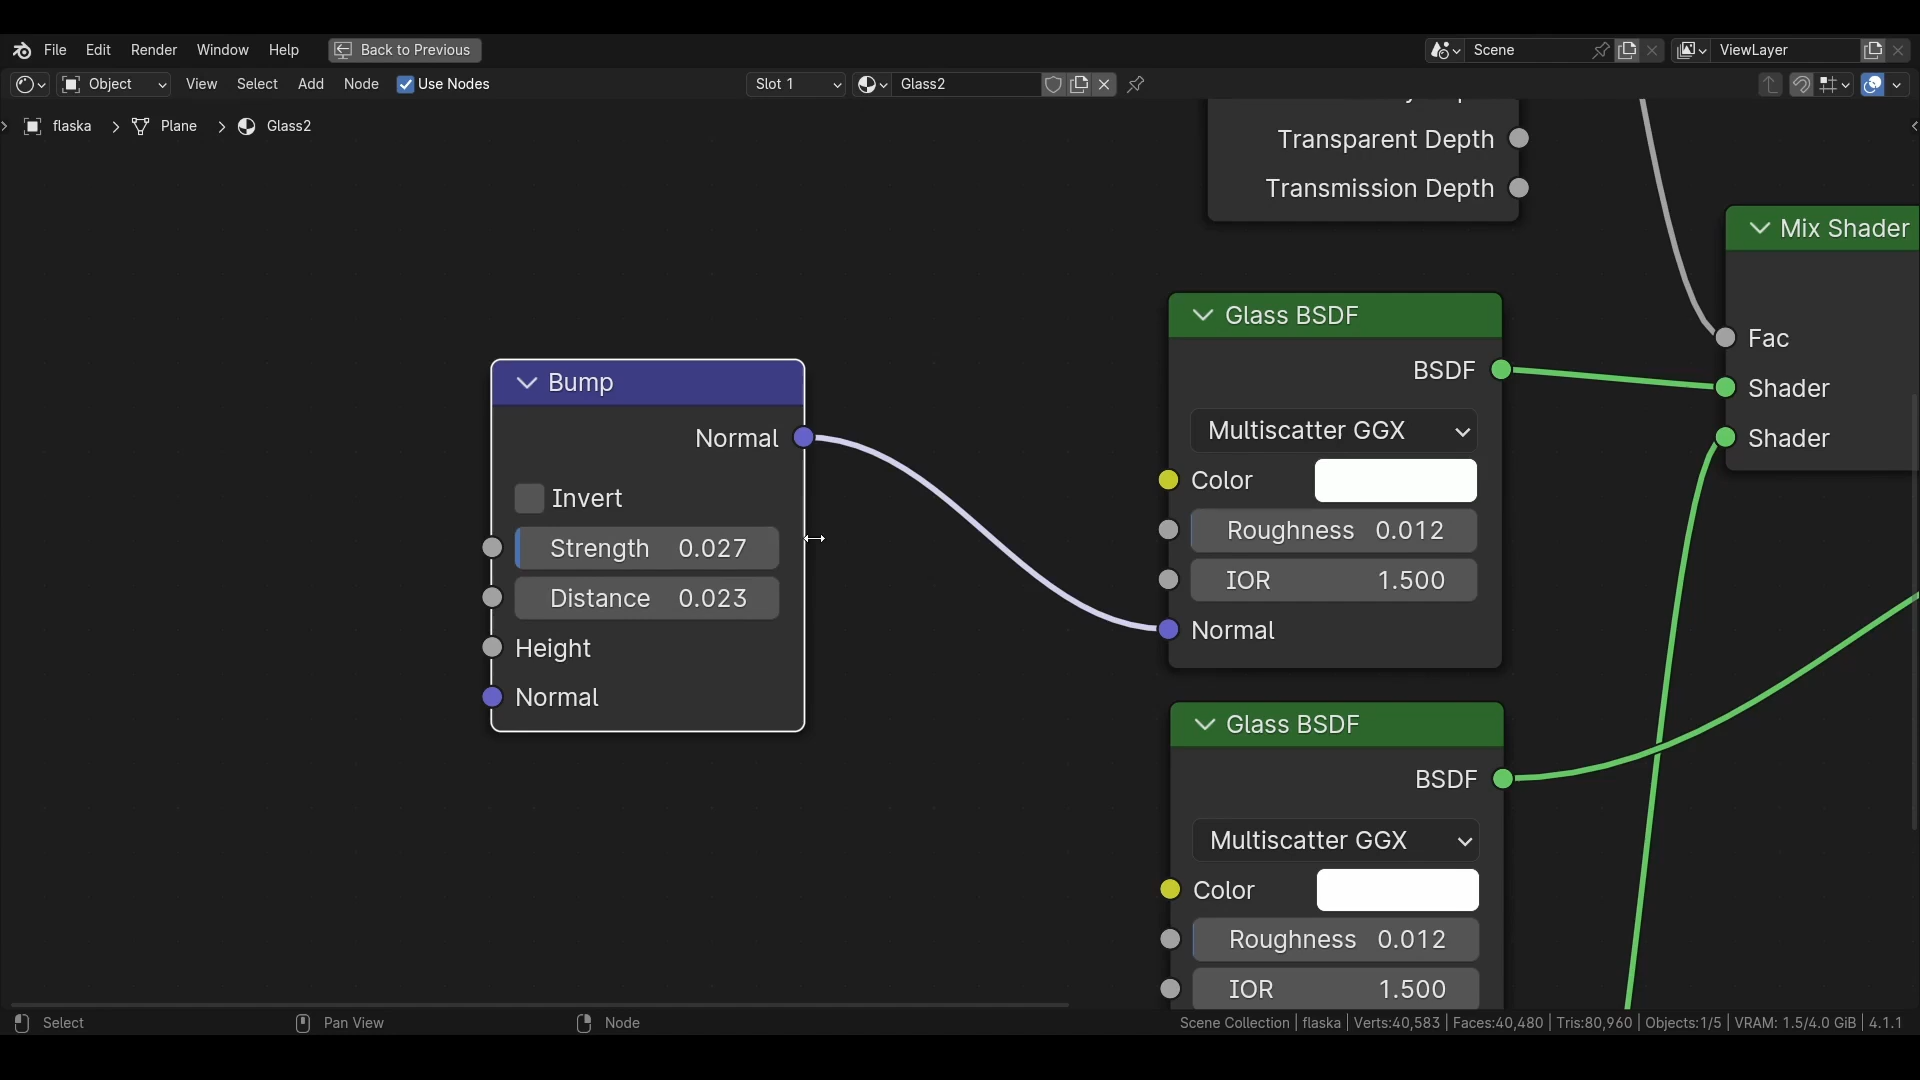 File Edit Render Window Help Back to Previous Scene ViewLayer
Object View Select Add Node Use Nodes Slot 1 Glass2
flaska > Plane > Glass2
Transparent Depth
Transmission Depth
Mix Shader
Fac
Shader
Shader
Glass BSDF
BSDF
Multiscatter GGX
Color
Roughness 0.012
IOR 1.500
Normal
Bump
Normal
Invert
Strength 0.027
Distance 0.023
Height
Normal
Glass BSDF
BSDF
Multiscatter GGX
Color
Roughness 0.012
IOR 1.500
Select Pan View Node Scene Collection | flaska | Verts:40,583 | Faces:40,480 | Tris:80,960 | Objects:1/5 | VRAM: 1.5/4.0 GiB | 4.1.1